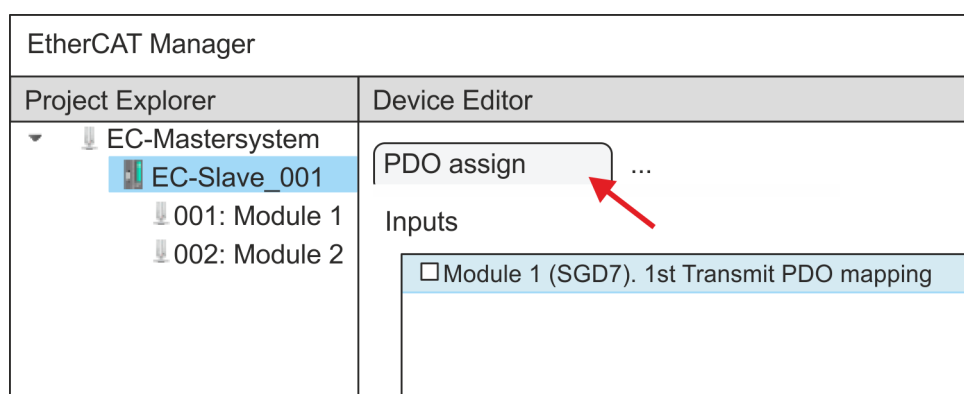 EtherCAT Manager
Project Explorer
Device Editor
EC-Mastersystem
EC-Slave_001
001: Module 1
002: Module 2
PDO assign
...
Inputs
Module 1 (SGD7). 1st Transmit PDO mapping